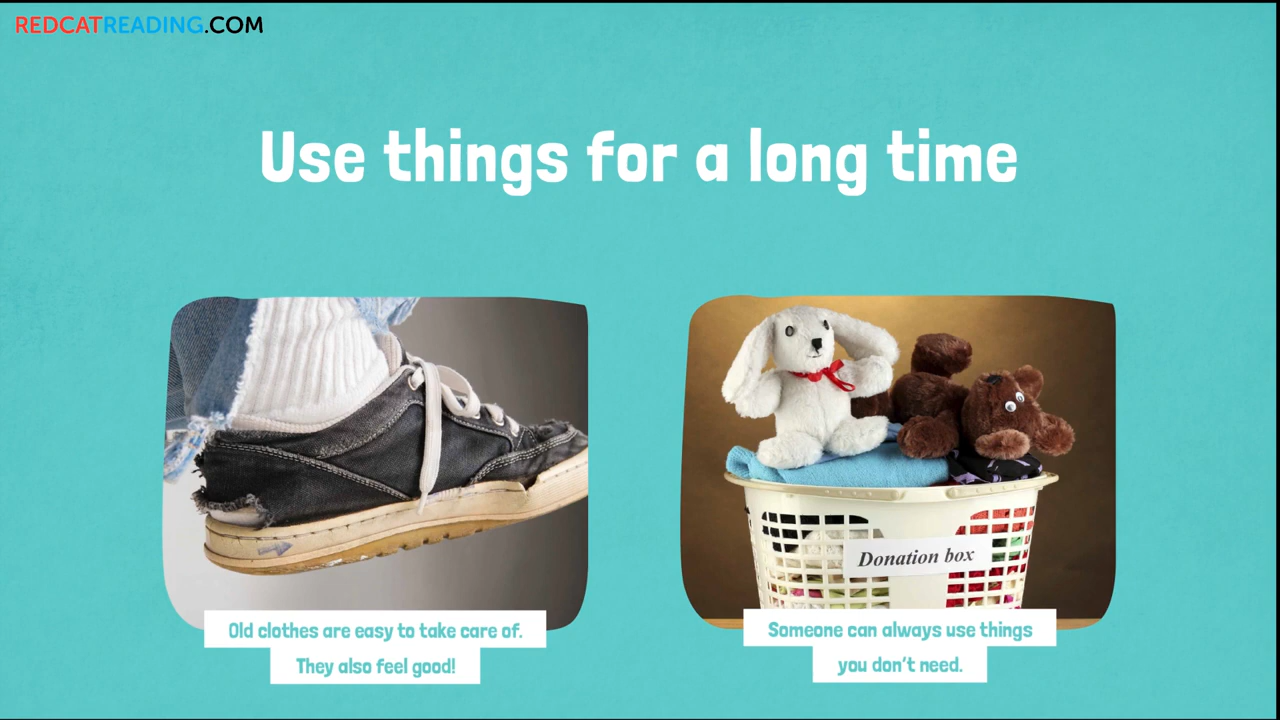 REDCATREADING.COM
Use things for a long time
Donation box
Old clothes are easy to take care of.
They also feel good!
Someone can always use things
you don't need.